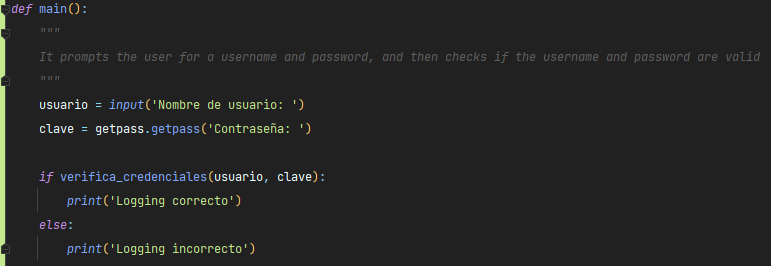 def main():
    """
    It prompts the user for a username and password, and then checks if the username and password are valid
    """
    usuario = input('Nombre de usuario: ')
    clave = getpass.getpass('Contraseña: ')

    if verifica_credenciales(usuario, clave):
        print('Logging correcto')
    else:
        print('Logging incorrecto')